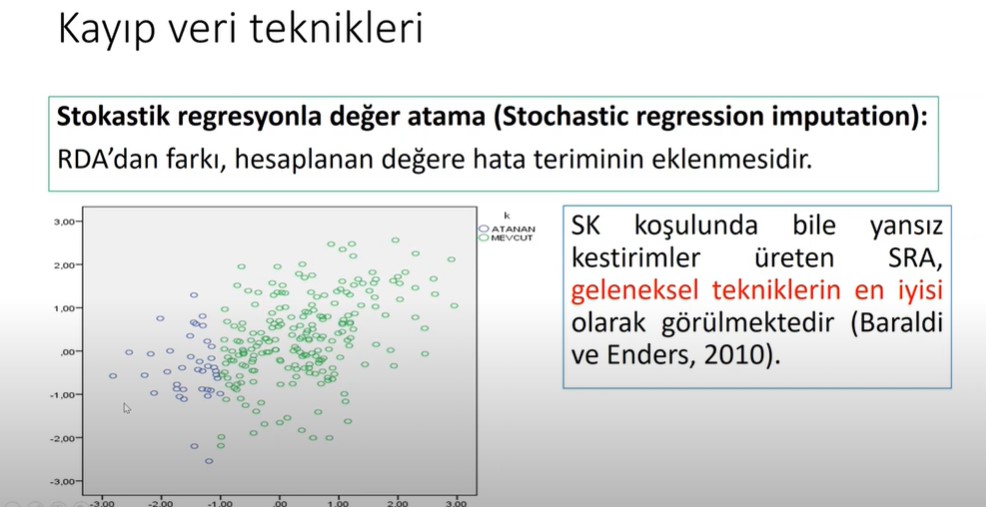 Kayıp veri teknikleri
Stokastik regresyonla değer atama (Stochastic regression imputation):
RDA’dan farkı, hesaplanan değere hata teriminin eklenmesidir.
k
ATANAN
MEVCUT
3,00
2,00
1,00
,00
-1,00
-2,00
-3,00
-3,00 -2,00 -1,00 ,00 1,00 2,00 3,00
SK koşulunda bile yansız
kestirimler üreten SRA,
geleneksel tekniklerin en iyisi
olarak görülmektedir (Baraldi
ve Enders, 2010).